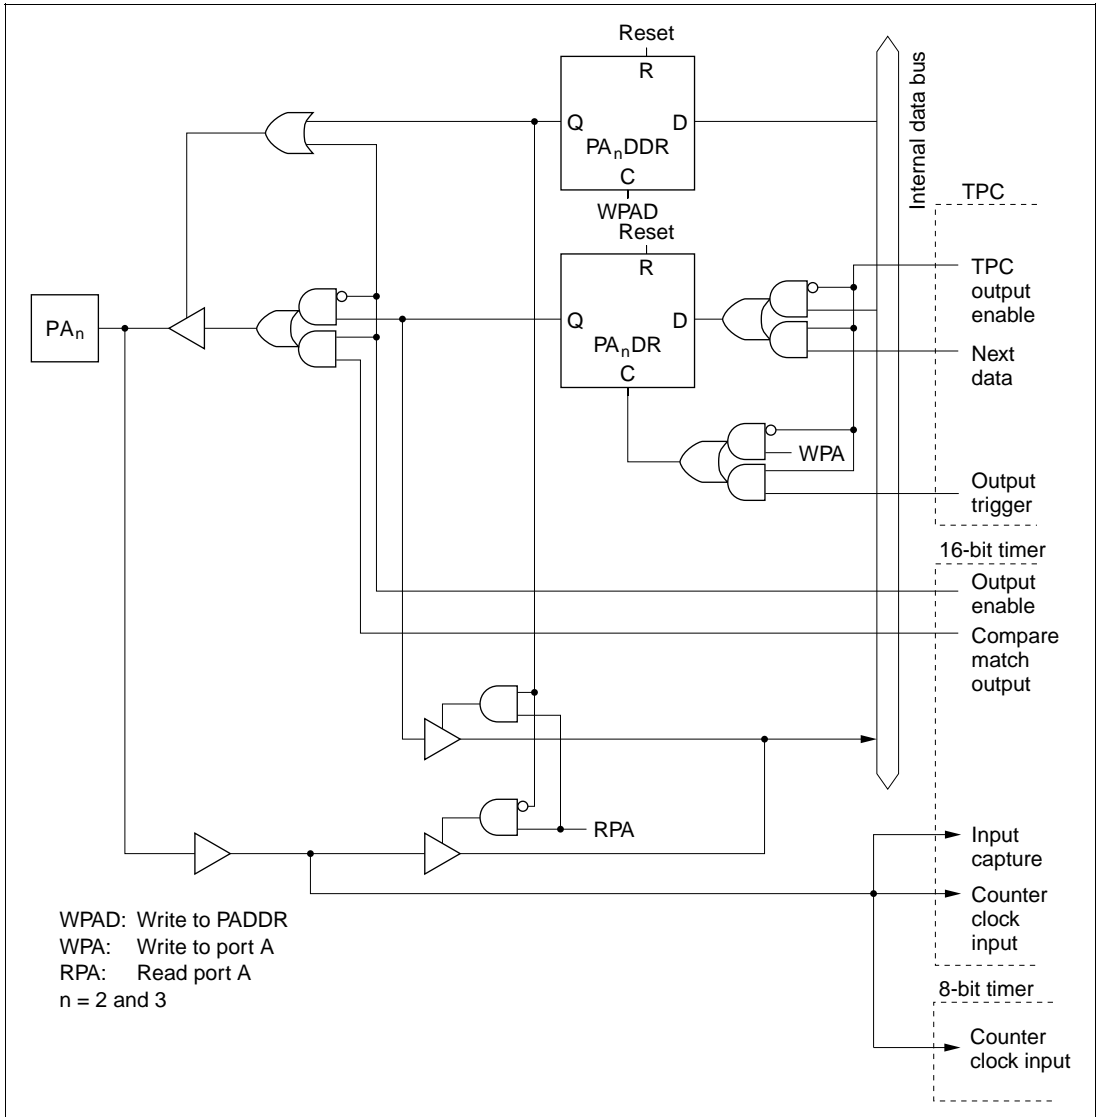 Reset
R
Q
D
PAnDDR
C
WPAD
Internal data bus
TPC
Reset
R
Q
D
PAnDR
C
TPC
output
enable
PAn
Next
data
WPA
Output
trigger
16-bit timer
Output
enable
Compare
match
output
RPA
Input
capture
Counter
clock
input
WPAD: Write to PADDR
WPA: Write to port A
RPA: Read port A
n = 2 and 3
8-bit timer
Counter
clock input